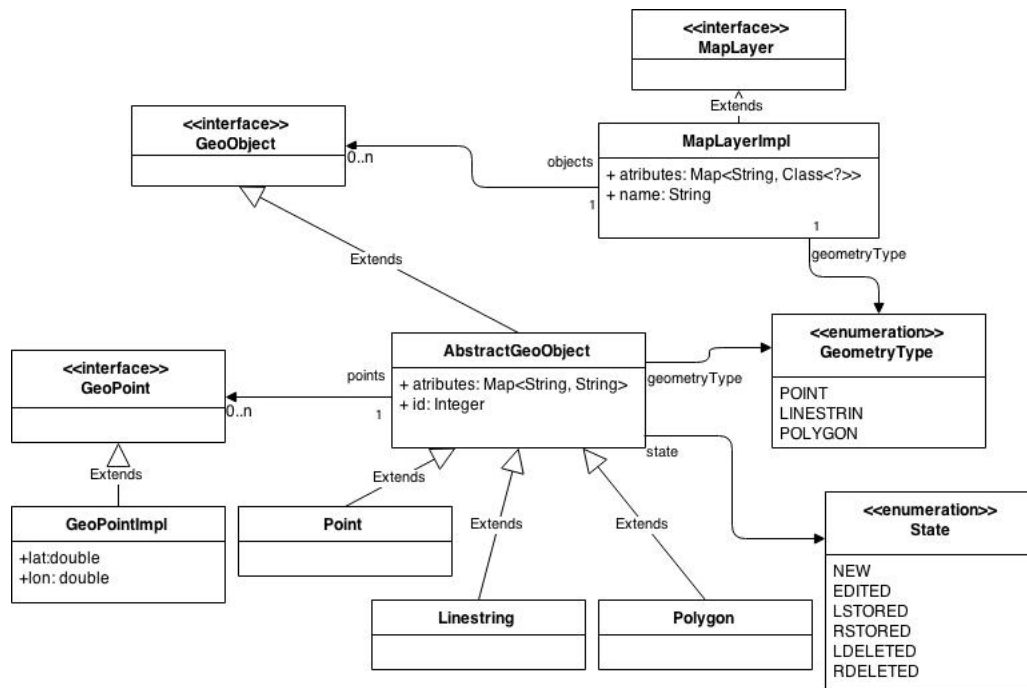 <<interface>>
MapLayer
Extends
<<interface>>
GeoObject
0..n
objects
1
MapLayerImpl
+ atributes: Map<String, Class<?>>
+ name: String
1
geometryType
Extends
<<enumeration>>
GeometryType
POINT
LINESTRIN
POLYGON
AbstractGeoObject
+ atributes: Map<String, String>
+ id: Integer
geometryType
state
points
1
<<interface>>
GeoPoint
0..n
Extends
GeoPointImpl
+lat:double
+lon: double
Extends
Point
Extends
Linestring
Extends
Polygon
<<enumeration>>
State
NEW
EDITED
LSTORED
RSTORED
LDELETED
RDELETED